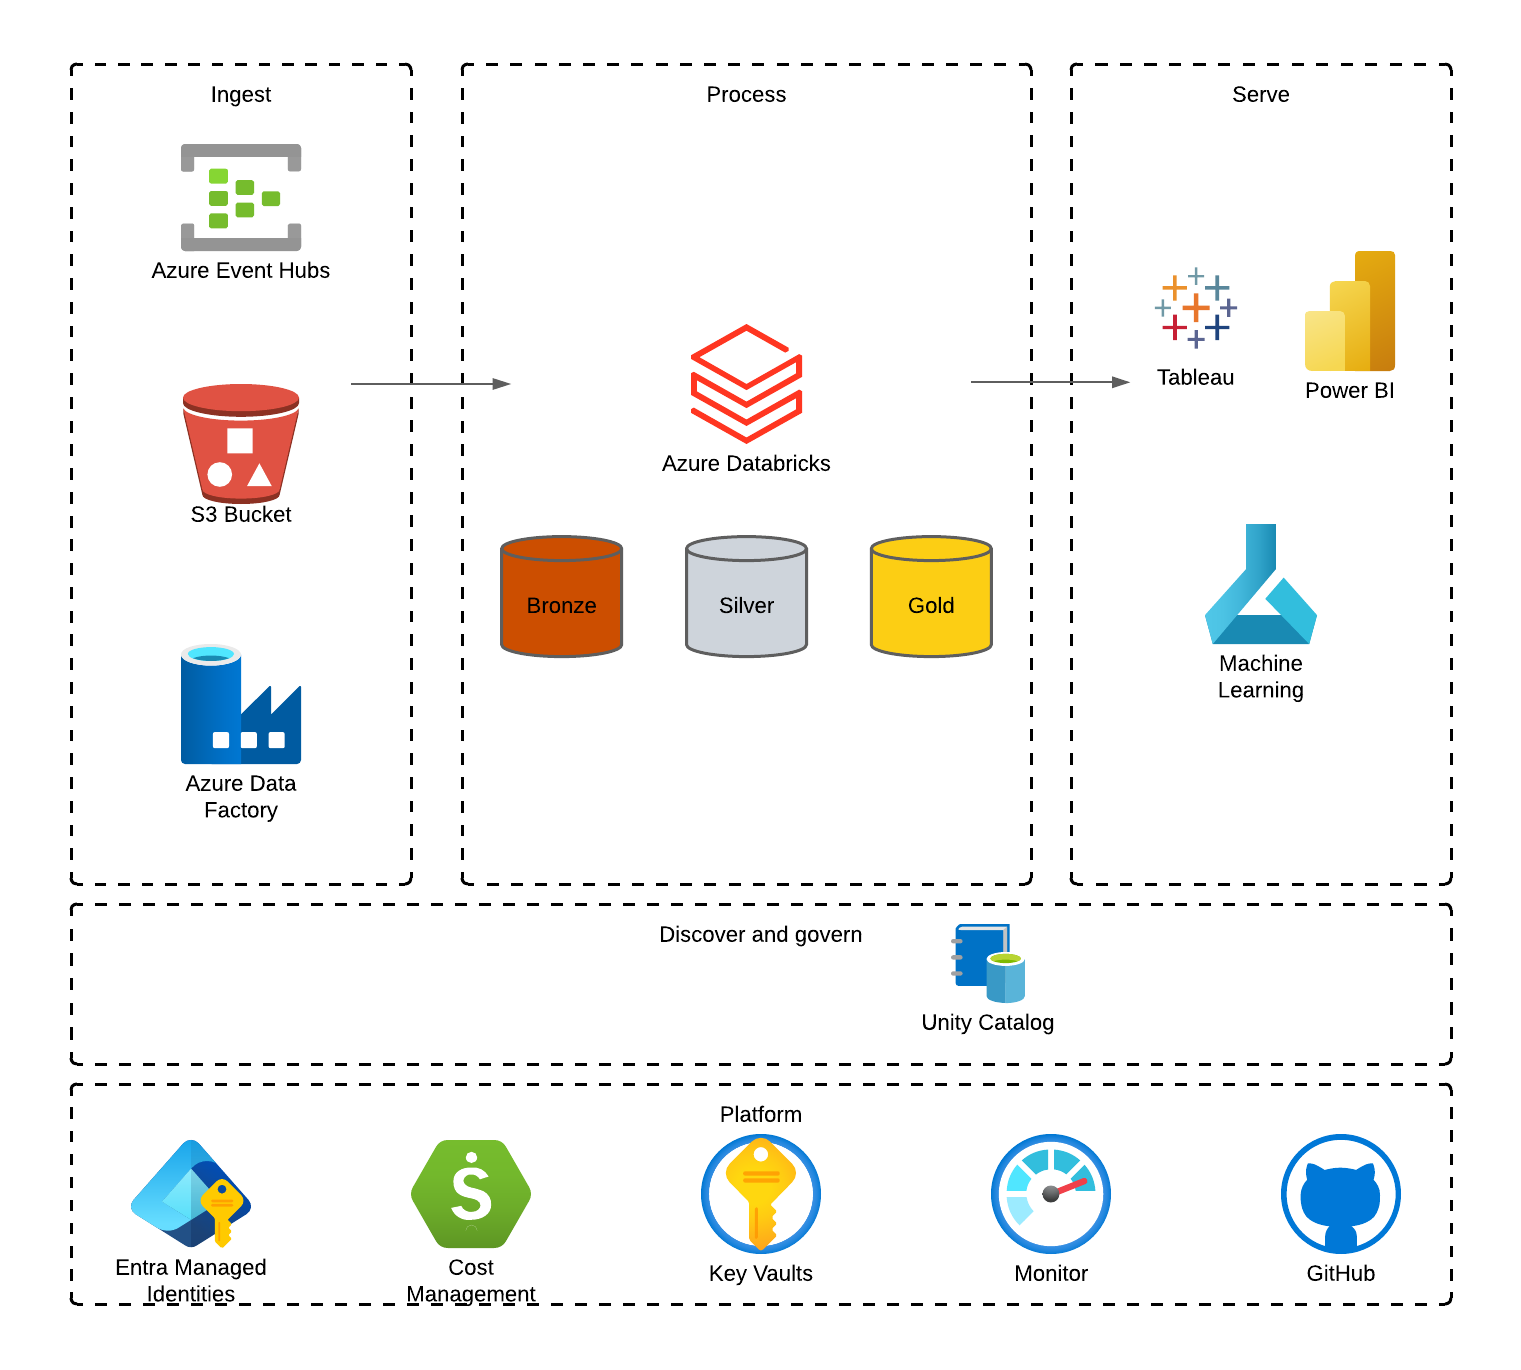 Ingest
Azure Event Hubs
S3 Bucket
Azure Data
Factory
Process
Azure Databricks
Bronze
Silver
Gold
Serve
Tableau
Power BI
Machine
Learning
Discover and govern
Unity Catalog
Platform
Entra Managed
Identities
Cost
Management
Key Vaults
Monitor
GitHub